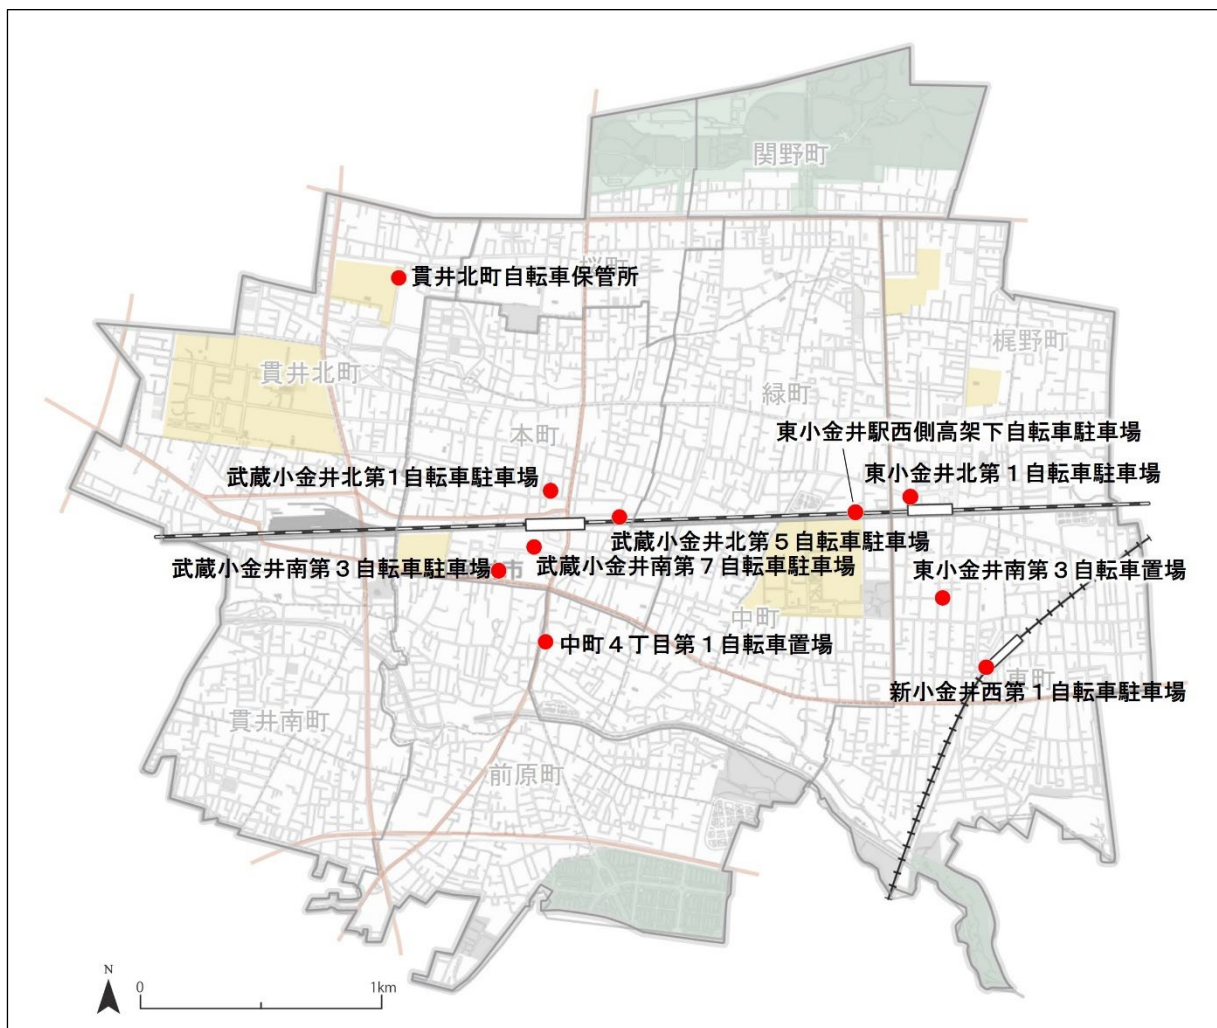 関野町
桜町
貫井北町自転車保管所
梶野町
貫井北町
緑町
本町
東小金井駅西側高架下自転車駐車場
武蔵小金井北第1自転車駐車場
東小金井北第１自転車駐車場
武蔵小金井北第５自転車駐車場
武蔵小金井南第７自転車駐車場
武蔵小金井南第３自転車駐車場
市
東小金井南第３自転車置場
中町
中町４丁目第１自転車置場
東町
新小金井西第１自転車駐車場
貫井南町
前原町
N
0
1km